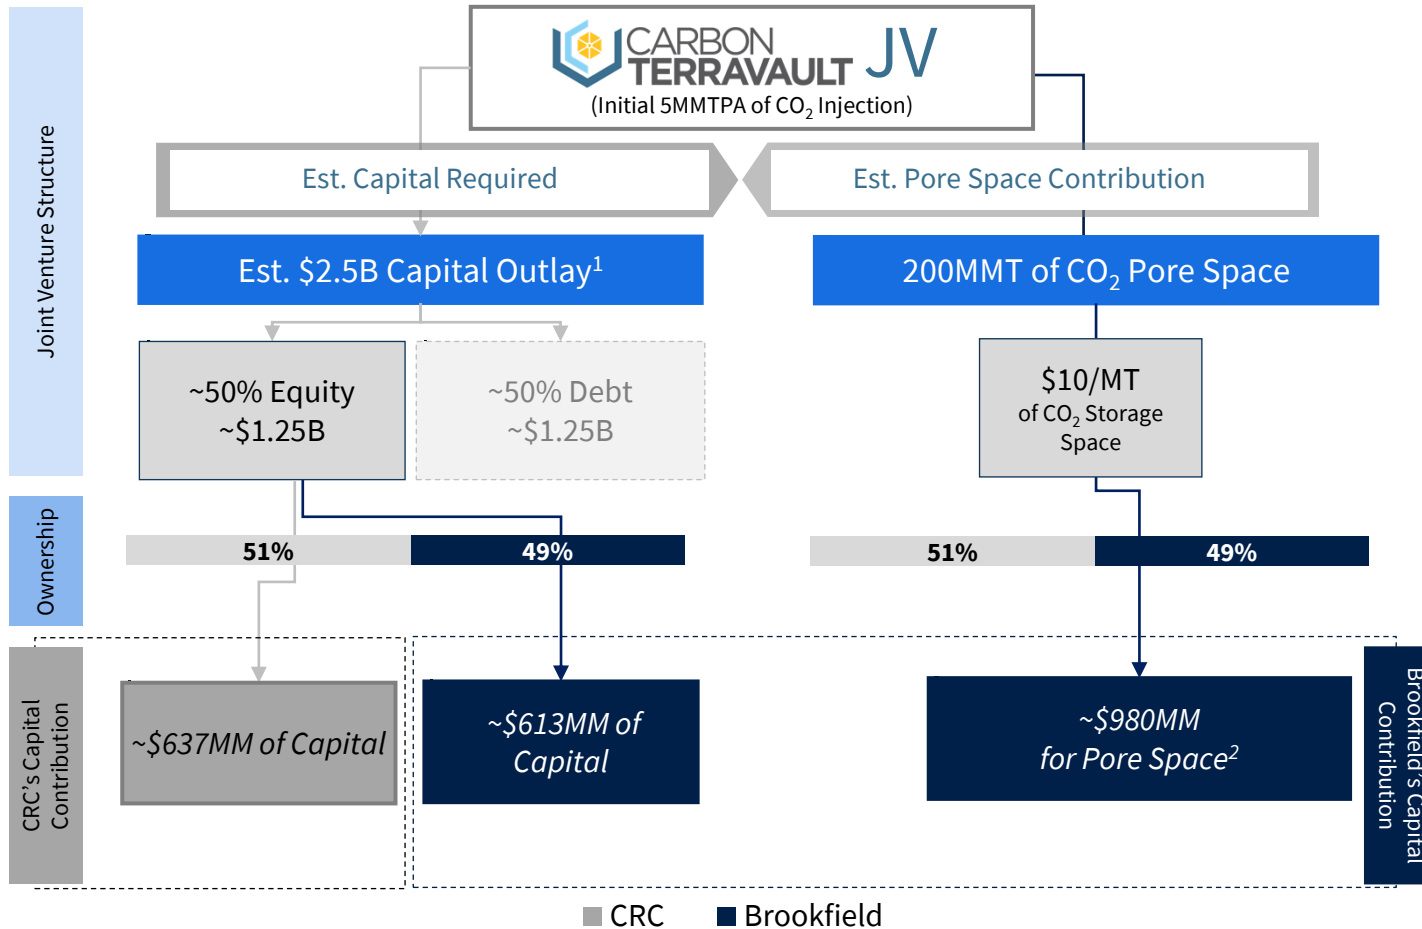 CARBON
TERRAVAULT JV
(Initial 5MMTPA of CO₂ Injection)
Joint Venture Structure
Est. Capital Required
Est. Pore Space Contribution
Est. $2.5B Capital Outlay¹
200MMT of CO₂ Pore Space
~50% Equity
~$1.25B
~50% Debt
~$1.25B
$10/MT
of CO₂ Storage
Space
Ownership
51%
49%
51%
49%
CRC's Capital
Contribution
~$637MM of Capital
~$613MM of
Capital
~$980MM
for Pore Space²
Brookfield's Capital
Contribution
CRC
Brookfield